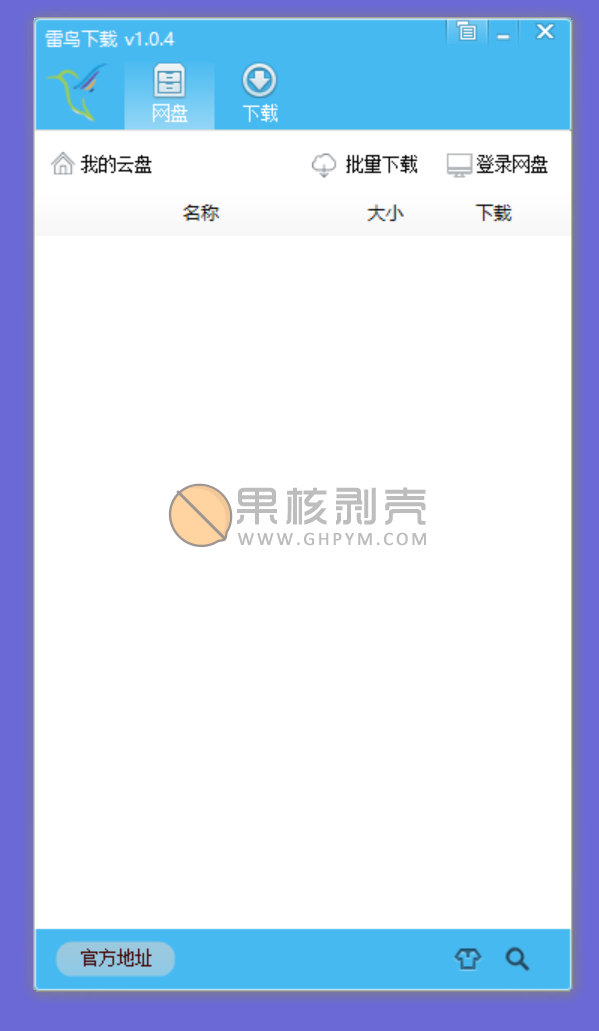 雷鸟下载 v1.0.4
网盘 下载
我的云盘 批量下载 登录网盘
名称 大小 下载
果核剥壳
WWW.GHPYM.COM
官方地址